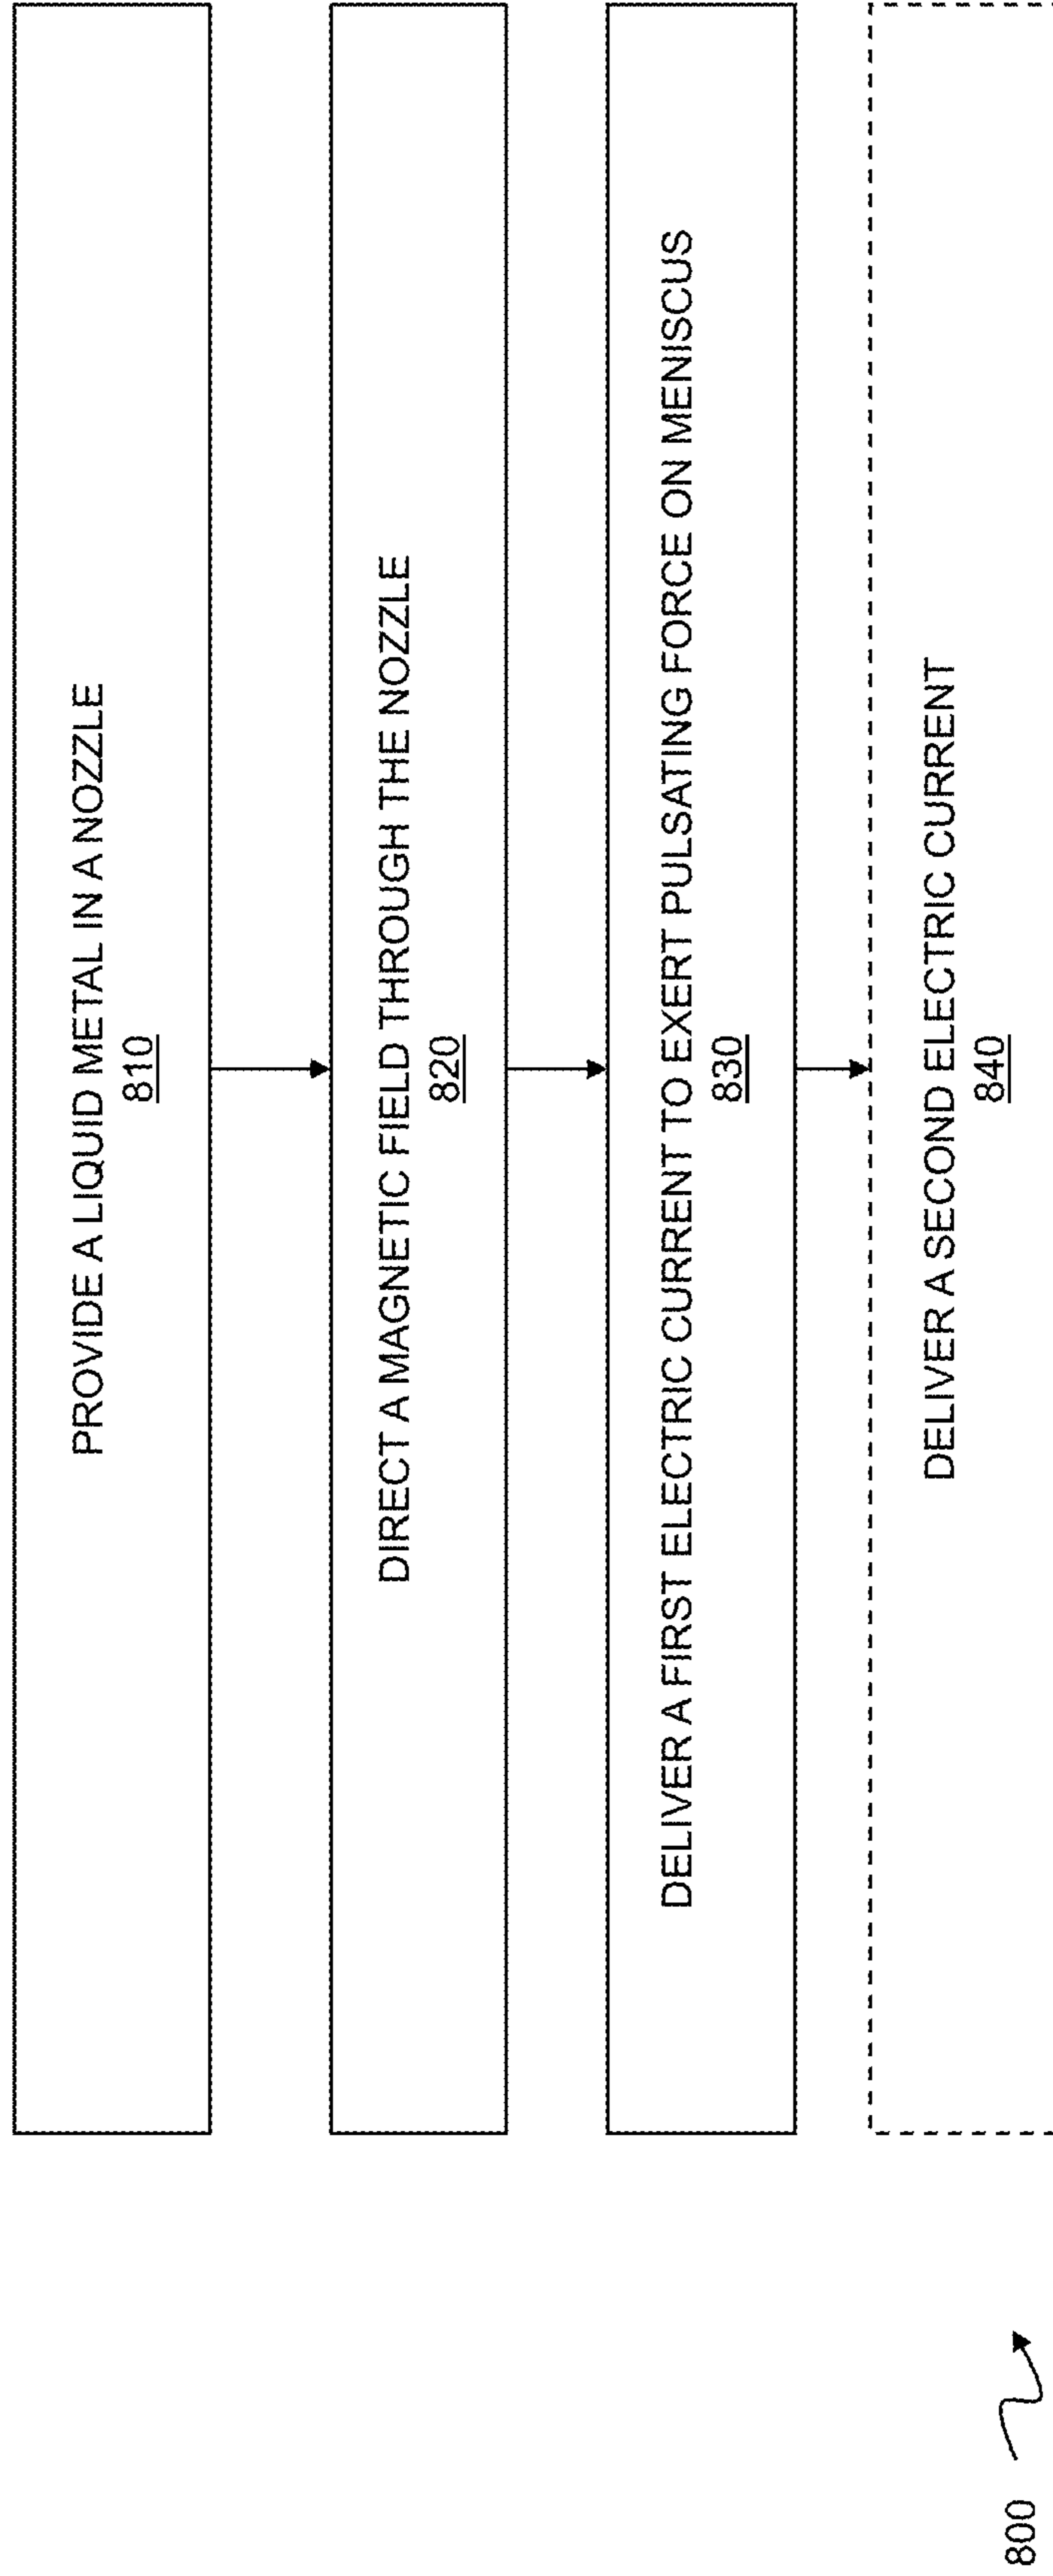 PROVIDE A LIQUID METAL IN A NOZZLE
810
DIRECT A MAGNETIC FIELD THROUGH THE NOZZLE
820
DELIVER A FIRST ELECTRIC CURRENT TO EXERT PULSATING FORCE ON MENISCUS
830
DELIVER A SECOND ELECTRIC CURRENT
840
800